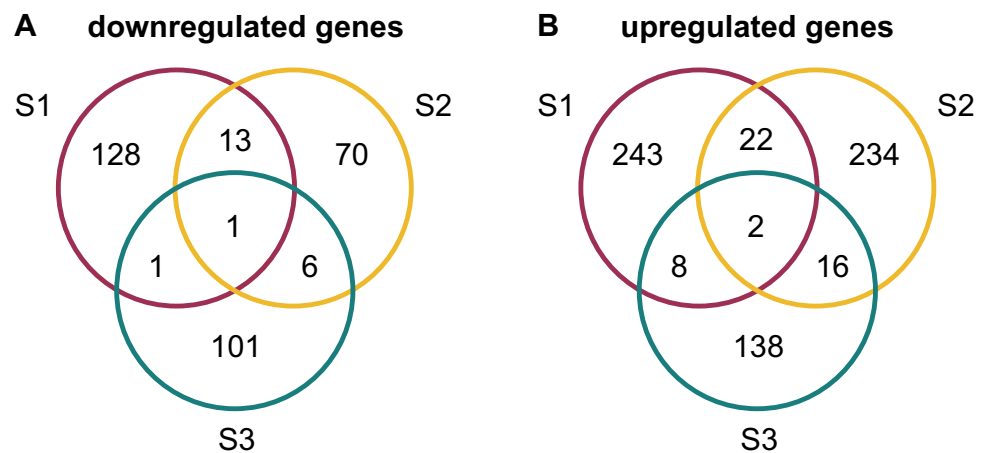 A downregulated genes
B upregulated genes
S1
S2
128
13
70
1
1
6
101
S3
S1
S2
243
22
234
2
8
16
138
S3